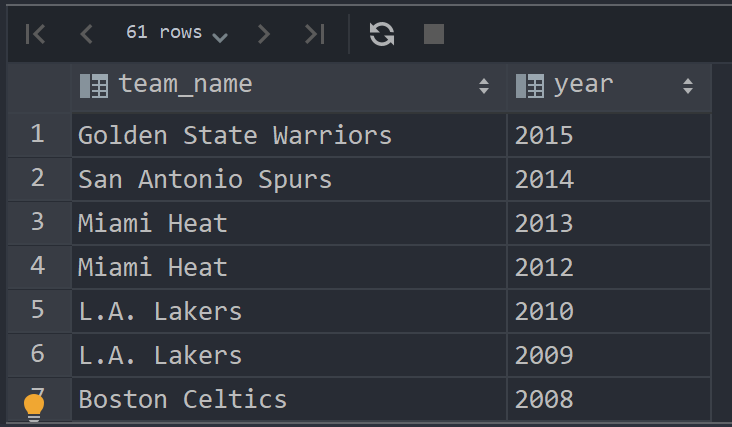 61 rows
team_name year
1 Golden State Warriors 2015
2 San Antonio Spurs 2014
3 Miami Heat 2013
4 Miami Heat 2012
5 L.A. Lakers 2010
6 L.A. Lakers 2009
7 Boston Celtics 2008